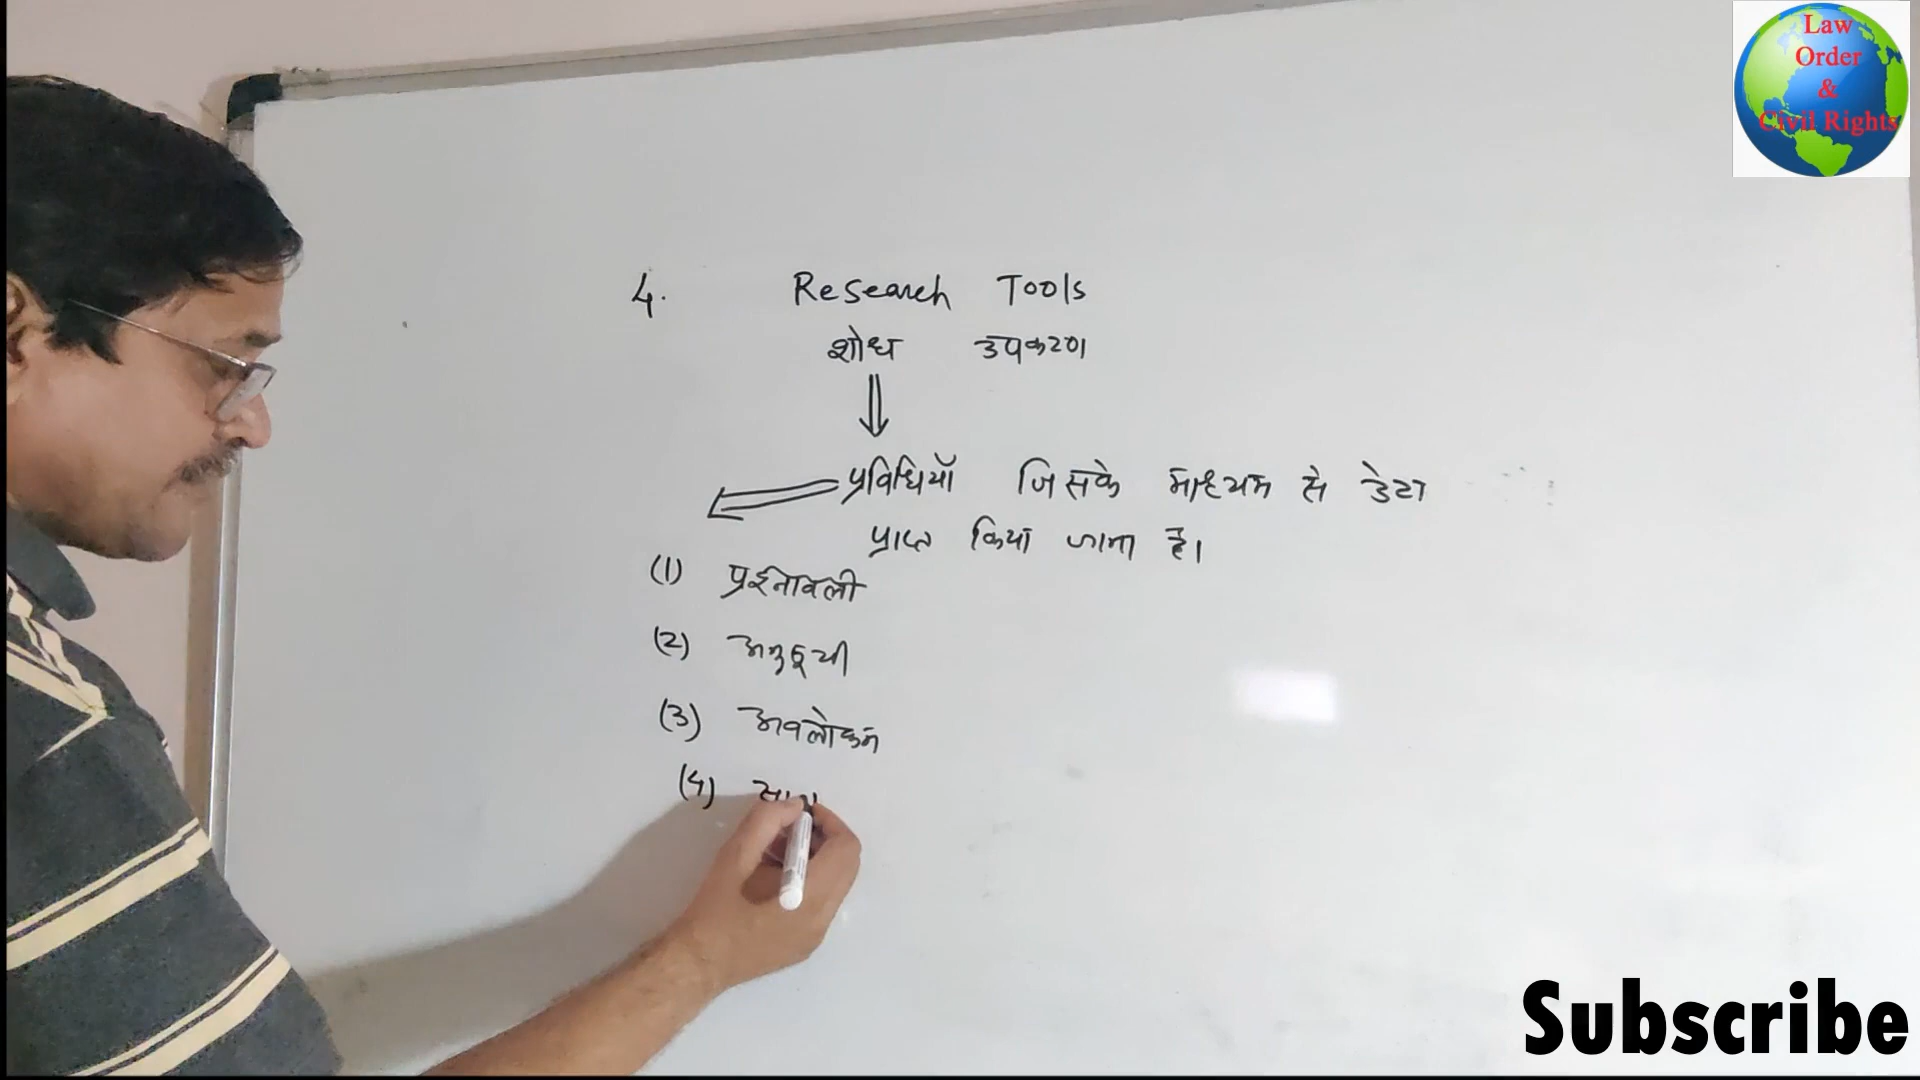 Law
Order
&
Civil Rights
4. Research Tools
शोध उपकरण
प्रविधियाँ जिसके माध्यम से डेटा
प्राप्त किया जाता है।
(1) प्रश्नावली
(2) अनुसूची
(3) अवलोकन
(4)
Subscribe